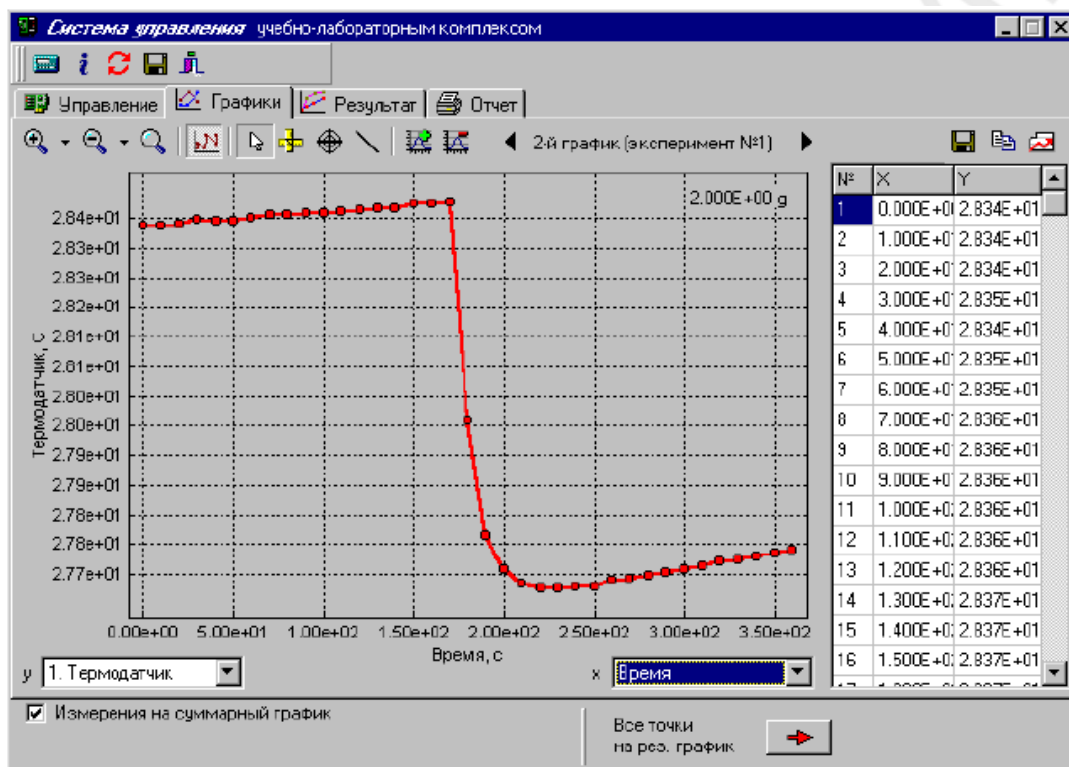 Система управления учебно-лабораторным комплексом
Управление Графики Результат Отчет
2-й график (эксперимент №1)
2.000E+00 g
Термодатчик, С
2.84e+01
2.83e+01
2.83e+01
2.82e+01
2.81e+01
2.81e+01
2.80e+01
2.80e+01
2.79e+01
2.79e+01
2.78e+01
2.78e+01
2.77e+01
0.00e+00 5.00e+01 1.00e+02 1.50e+02 2.00e+02 2.50e+02 3.00e+02 3.50e+02
Время, с
y 1. Термодатчик
x Время
№ X Y
1 0.000E+0 2.834E+01
2 1.000E+0 2.834E+01
3 2.000E+0 2.834E+01
4 3.000E+0 2.835E+01
5 4.000E+0 2.834E+01
6 5.000E+0 2.835E+01
7 6.000E+0 2.835E+01
8 7.000E+0 2.836E+01
9 8.000E+0 2.836E+01
10 9.000E+0 2.836E+01
11 1.000E+0 2.836E+01
12 1.100E+0 2.836E+01
13 1.200E+0 2.836E+01
14 1.300E+0 2.837E+01
15 1.400E+0 2.837E+01
16 1.500E+0 2.837E+01
Измерения на суммарный график
Все точки
на рез. график